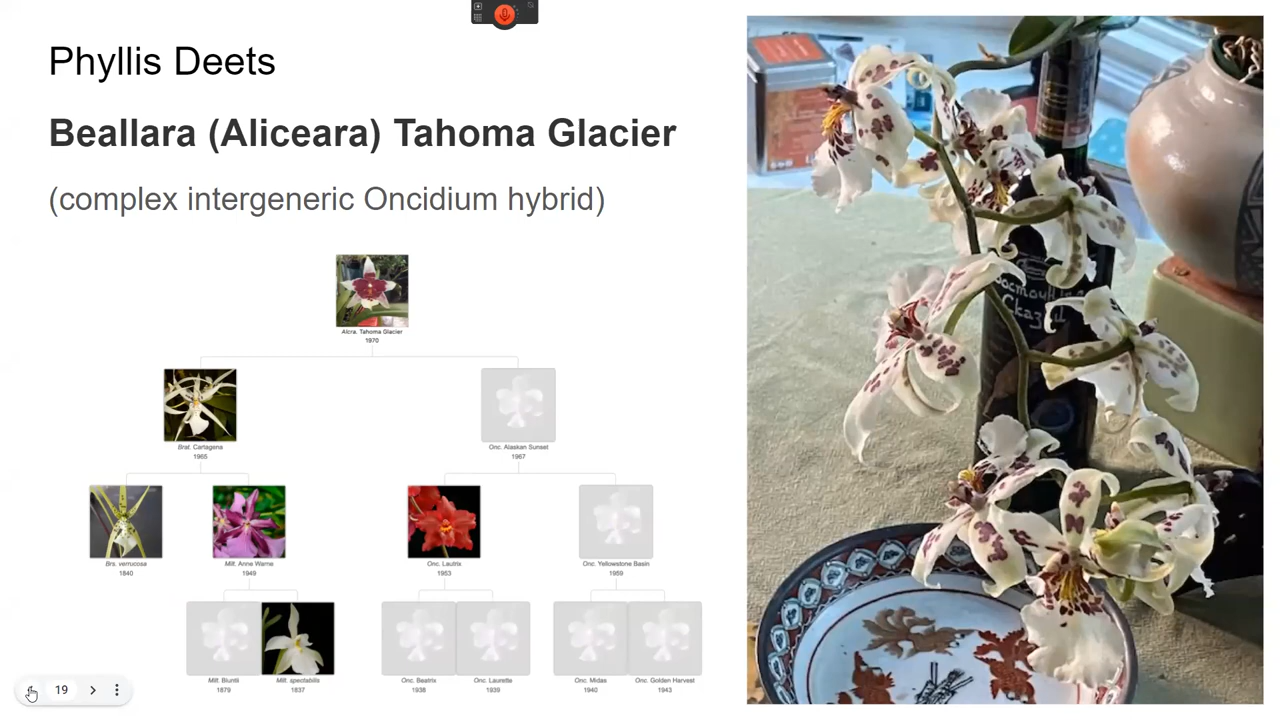 Phyllis Deets
Beallara (Aliceara) Tahoma Glacier
(complex intergeneric Oncidium hybrid)
Alcra. Tahoma Glacier
1970
Brat. Cartagena
1965
Onc. Alaskan Sunset
1967
Brs. verrucosa
1840
Milt. Anne Warne
1949
Onc. Lautrix
1953
Onc. Yellowstone Basin
1959
Milt. Bluntii
1879
Milt. spectabilis
1837
Onc. Beatrix
1938
Onc. Laurette
1939
Onc. Midas
1940
Onc. Golden Harvest
1943
19